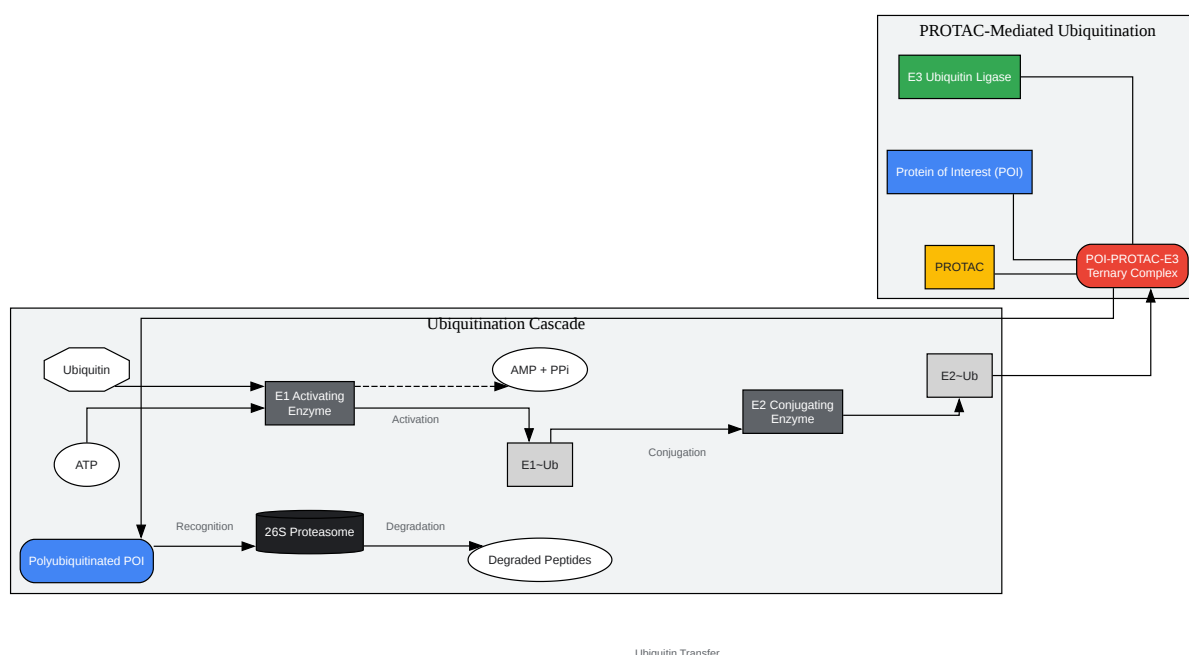 PROTAC-Mediated Ubiquitination
E3 Ubiquitin Ligase
Protein of Interest (POI)
PROTAC
POI-PROTAC-E3
Ternary Complex
Ubiquitination Cascade
Ubiquitin
AMP + PPi
E2~Ub
E1 Activating
Enzyme
E2 Conjugating
Enzyme
Activation
ATP
E1~Ub
Conjugation
Recognition
26S Proteasome
Degradation
Polyubiquitinated POI
Degraded Peptides
Ubiquitin Transfer